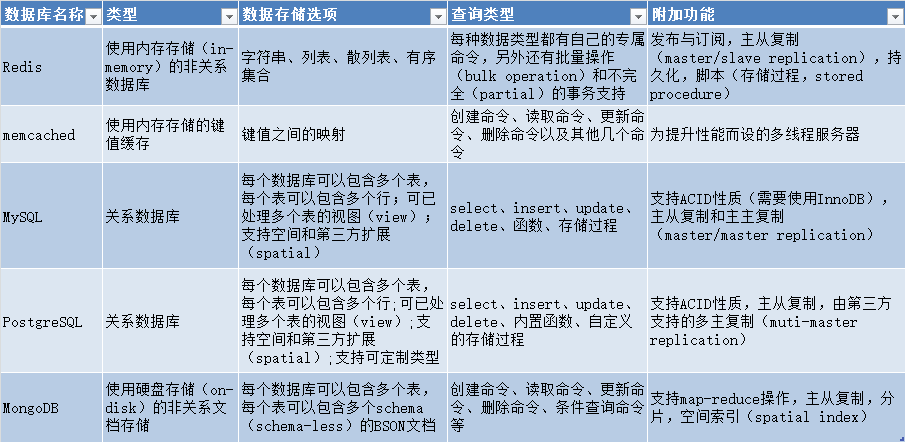 数据库名称 类型 数据存储选项 查询类型 附加功能
Redis
使用内存存储（in-
memory）的非关系
数据库
字符串、列表、散列表、有序
集合
每种数据类型都有自己的专属
命令，另外还有批量操作
（bulk operation）和不完
全（partial）的事务支持
发布与订阅，主从复制
（master/slave replication），持
久化，脚本（存储过程，stored
procedure）
memcached
使用内存存储的键
值缓存
键值之间的映射
创建命令、读取命令、更新命
令、删除命令以及其他几个命
令
为提升性能而设的多线程服务器
MySQL
关系数据库
每个数据库可以包含多个表，
每个表可以包含多个行；可已
处理多个表的视图（view）；
支持空间和第三方扩展
（spatial）
select、insert、update、
delete、函数、存储过程
支持ACID性质（需要使用InnoDB），
主从复制和主主复制
（master/master replication）
PostgreSQL
关系数据库
每个数据库可以包含多个表，
每个表可以包含多个行;可已处
理多个表的视图（view）;支
持空间和第三方扩展
（spatial）;支持可定制类型
select、insert、update、
delete、内置函数、自定义
的存储过程
支持ACID性质，主从复制，由第三方
支持的多主复制（muti-master
replication）
MongoDB
使用硬盘存储（on-
disk）的非关系文档
存储
每个数据库可以包含多个表，
每个表可以包含多个schema
（schema-less）的BSON文档
创建命令、读取命令、更新命
令、删除命令、条件查询命令
等
支持map-reduce操作，主从复制，分
片，空间索引（spatial index）